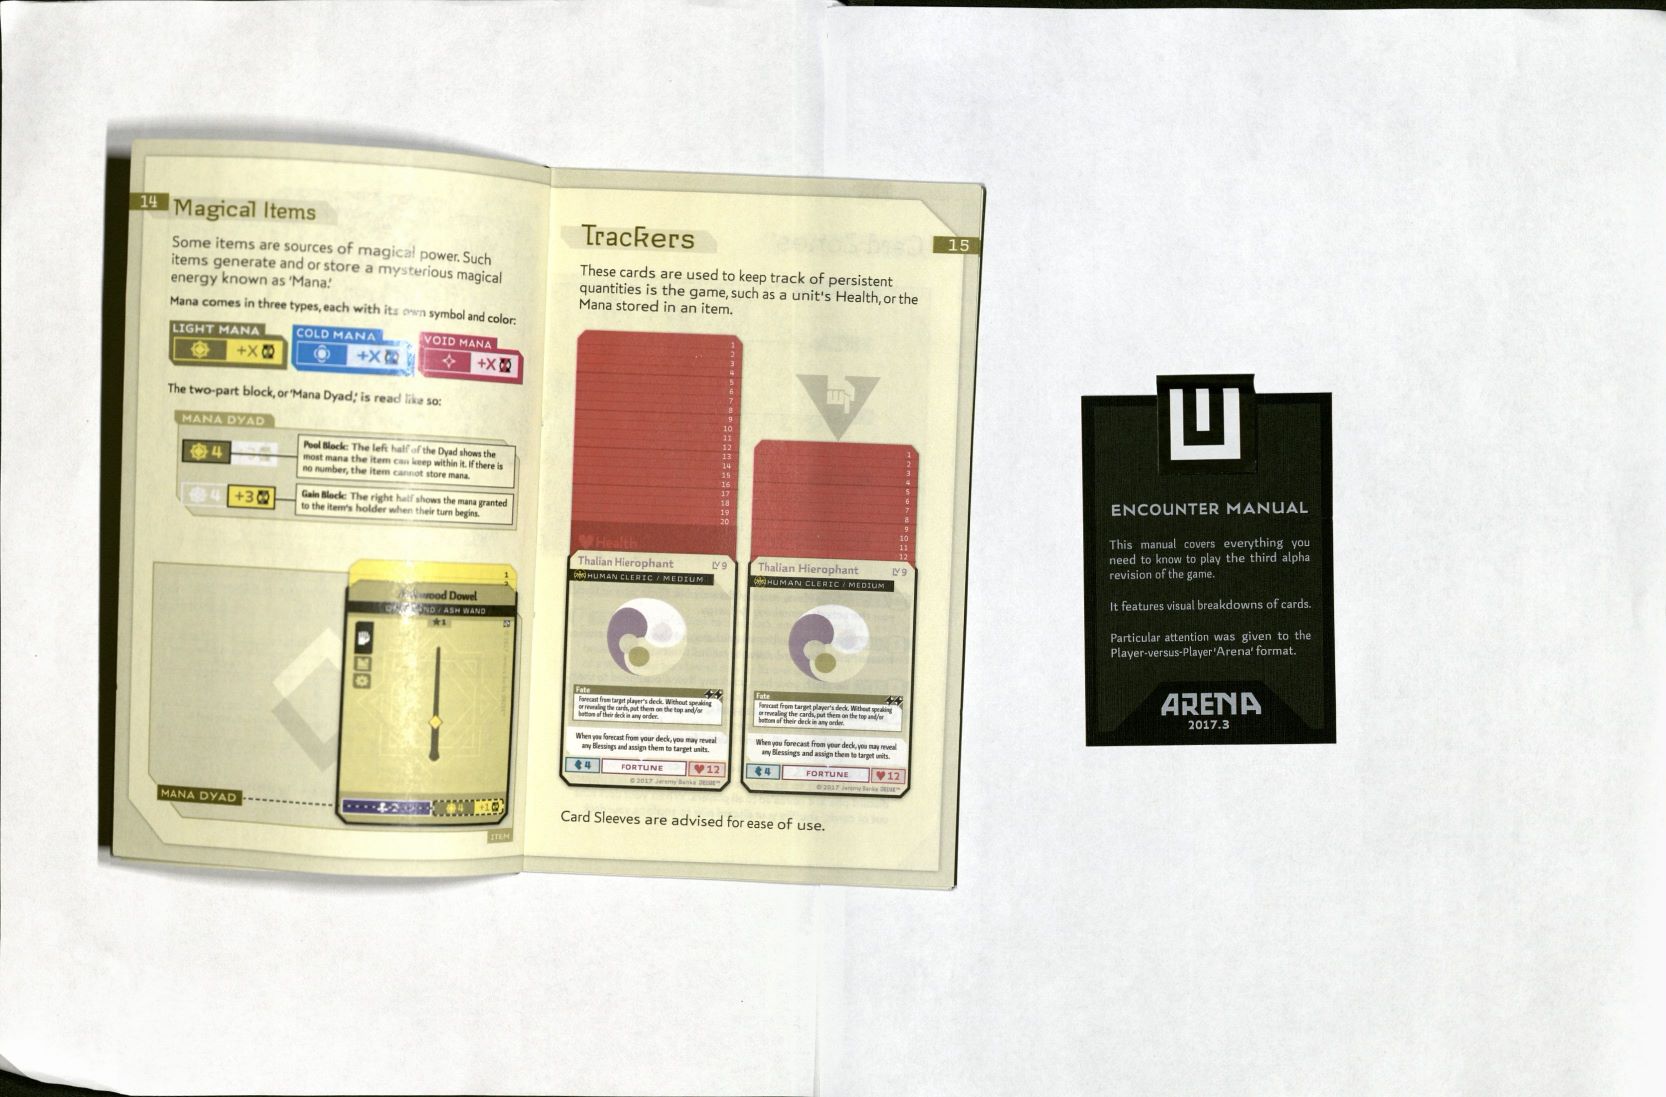 14
Magical Items
Some items are sources of magical power. Such
items generate and or store a mysterious magical
energy known as 'Mana.'
Mana comes in three types, each with its own symbol and color:
LIGHT MANA
+X
COLD MANA
+X
VOID MANA
+X
The two-part block, or 'Mana Dyad,' is read like so:
MANA DYAD
4
Pool Block: The left half of the Dyad shows the
most mana the item can keep within it. If there is
no number, the item cannot store mana.
4 +3
Gain Block: The right half shows the mana granted
to the item's holder when their turn begins.
1
2
Dowel
/ ASH WAND
★1
4
+1
MANA DYAD
ITEM
Trackers
15
These cards are used to keep track of persistent
quantities is the game, such as a unit's Health, or the
Mana stored in an item.
1
2
3
4
5
6
7
8
9
10
11
12
13
14
15
16
17
18
19
20
Health
Thalian Hierophant LV 9
HUMAN CLERIC / MEDIUM
Fate
Forecast from target player's deck. Without speaking
or revealing the cards, put them on the top and/or
bottom of their deck in any order.
When you forecast from your deck, you may reveal
any Blessings and assign them to target units.
4 FORTUNE 12
© 2017 Jeremy Benke DEIVE™
1
2
3
4
5
6
7
8
9
10
11
12
Thalian Hierophant LV 9
HUMAN CLERIC / MEDIUM
Fate
Forecast from target player's deck. Without speaking
or revealing the cards, put them on the top and/or
bottom of their deck in any order.
When you forecast from your deck, you may reveal
any Blessings and assign them to target units.
4 FORTUNE 12
© 2017 Jeremy Benke DEIVE™
Card Sleeves are advised for ease of use.
ENCOUNTER MANUAL
This manual covers everything you
need to know to play the third alpha
revision of the game.
It features visual breakdowns of cards.
Particular attention was given to the
Player-versus-Player 'Arena' format.
ARENA
2017.3